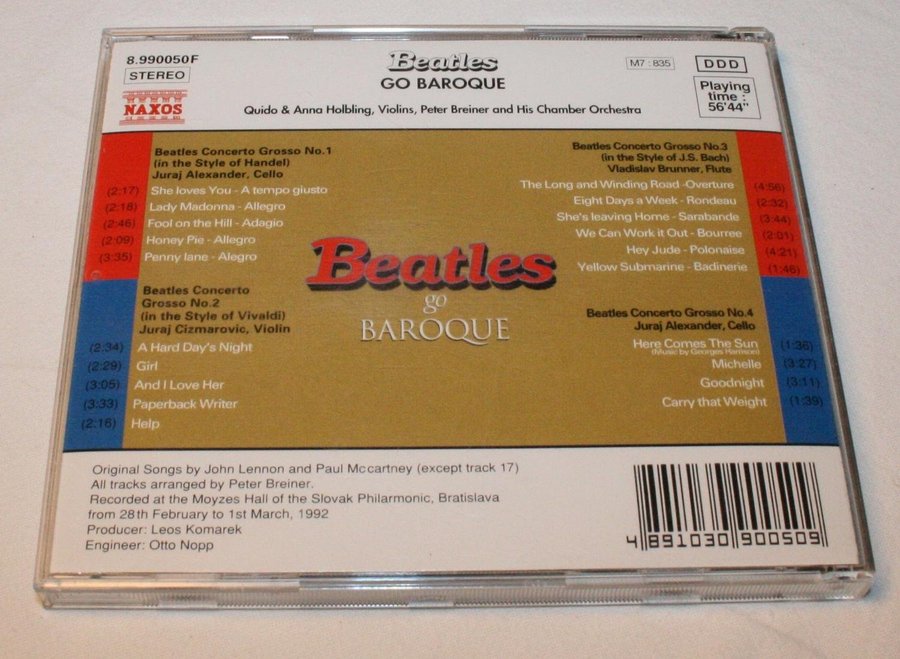 8.990050F
STEREO
NAXOS
Beatles
GO BAROQUE
Quido & Anna Holbling, Violins, Peter Breiner and His Chamber Orchestra
M7 : 835
DDD
Playing
time :
56'44"
Beatles Concerto Grosso No.1
(in the Style of Handel)
Juraj Alexander, Cello
(2:17) She loves You - A tempo giusto
(2:18) Lady Madonna - Allegro
(2:46) Fool on the Hill - Adagio
(2:09) Honey Pie - Allegro
(3:35) Penny lane - Alegro
Beatles Concerto
Grosso No.2
(in the Style of Vivaldi)
Juraj Cizmarovic, Violin
(2:34) A Hard Day's Night
(2:29) Girl
(3:05) And I Love Her
(3:33) Paperback Writer
(2:16) Help
Beatles
go
BAROQUE
Beatles Concerto Grosso No.3
(in the Style of J.S. Bach)
Vladislav Brunner, Flute
The Long and Winding Road -Overture (4:56)
Eight Days a Week - Rondeau (2:32)
She's leaving Home - Sarabande (3:44)
We Can Work it Out - Bourree (2:01)
Hey Jude - Polonaise (4:21)
Yellow Submarine - Badinerie (1:46)
Beatles Concerto Grosso No.4
Juraj Alexander, Cello
Here Comes The Sun (1:36)
(Music by Georges Harrison)
Michelle (3:27)
Goodnight (3:11)
Carry that Weight (1:39)
Original Songs by John Lennon and Paul Mccartney (except track 17)
All tracks arranged by Peter Breiner.
Recorded at the Moyzes Hall of the Slovak Philarmonic, Bratislava
from 28th February to 1st March, 1992
Producer: Leos Komarek
Engineer: Otto Nopp
4 891030 900509